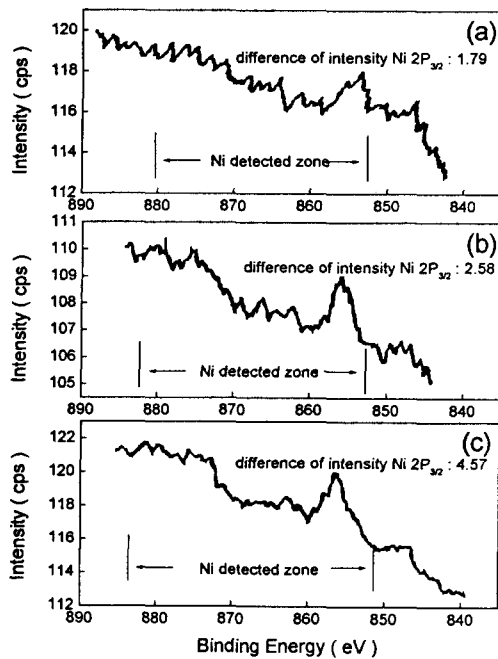 (a)
difference of intensity Ni 2P3/2 : 1.79
Intensity ( cps )
120
118
116
114
112
Ni detected zone
890 880 870 860 850 840
(b)
difference of intensity Ni 2P3/2 : 2.58
Intensity ( cps )
111
110
109
108
107
106
105
Ni detected zone
890 880 870 860 850 840
(c)
difference of intensity Ni 2P3/2 : 4.57
Intensity ( cps )
122
120
118
116
114
112
Ni detected zone
890 880 870 860 850 840
Binding Energy ( eV )